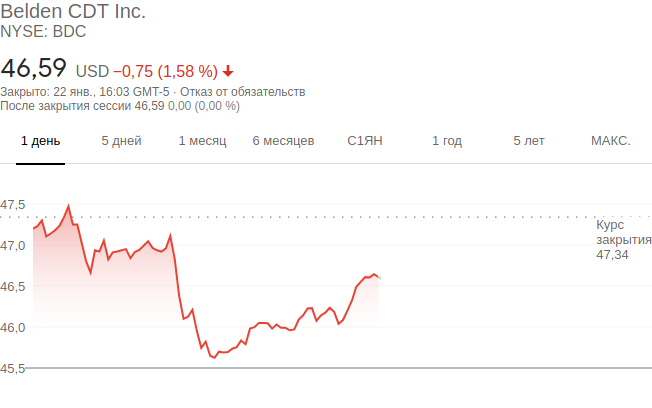 Belden CDT Inc.
NYSE: BDC
46,59 USD −0,75 (1,58 %)
Закрыто: 22 янв., 16:03 GMT-5 · Отказ от обязательств
После закрытия сессии 46,59 0,00 (0,00 %)
1 день 5 дней 1 месяц 6 месяцев С1ЯН 1 год 5 лет МАКС.
47,5
Курс
закрытия
47,34
47,0
46,5
46,0
45,5